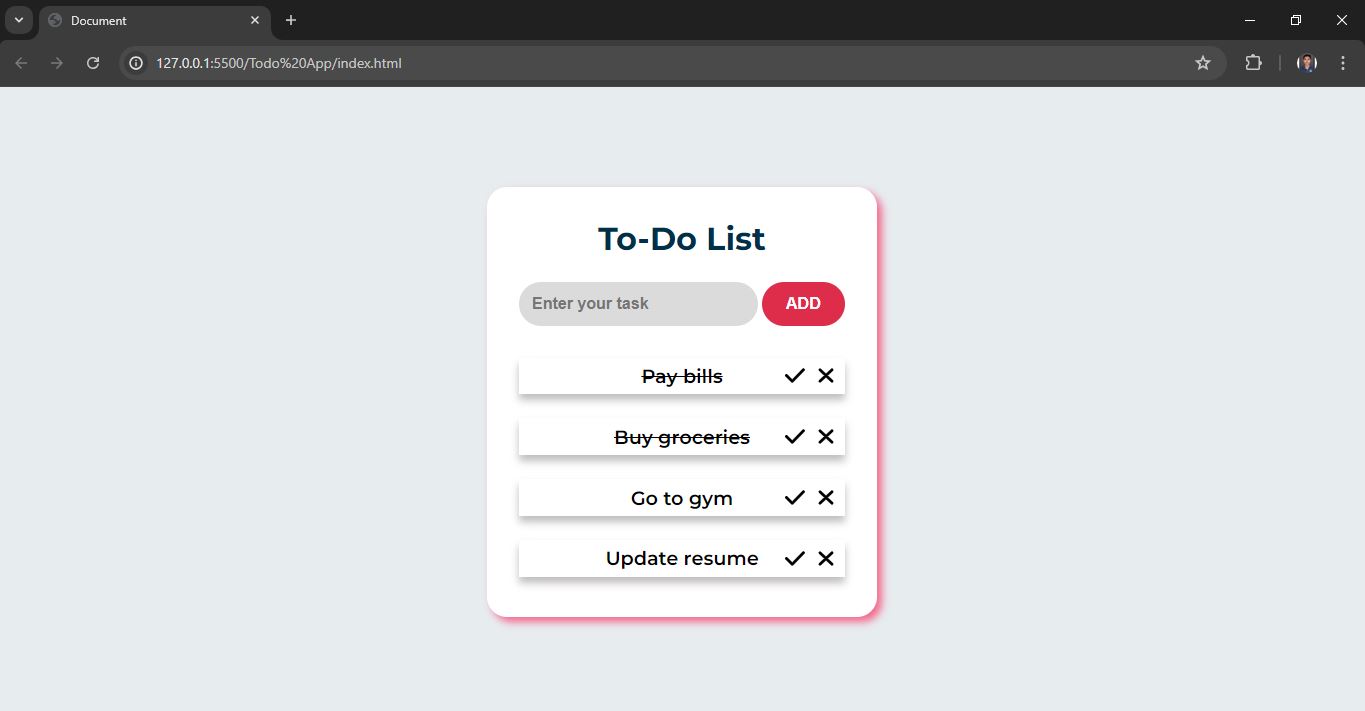 Document
127.0.0.1:5500/Todo%20App/index.html
To-Do List
Enter your task ADD
Pay bills
Buy groceries
Go to gym
Update resume